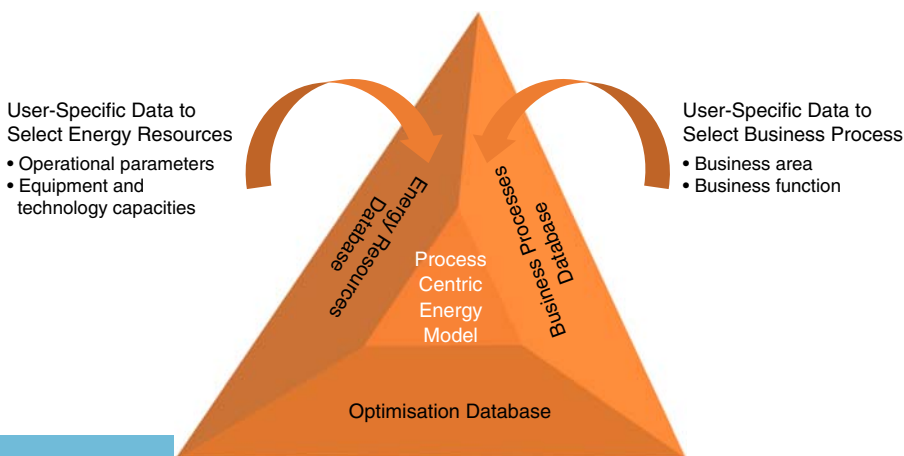 User-Specific Data to
Select Energy Resources
• Operational parameters
• Equipment and
technology capacities
User-Specific Data to
Select Business Process
• Business area
• Business function
Energy Resources
Database
Business Processes
Database
Process
Centric
Energy
Model
Optimisation Database